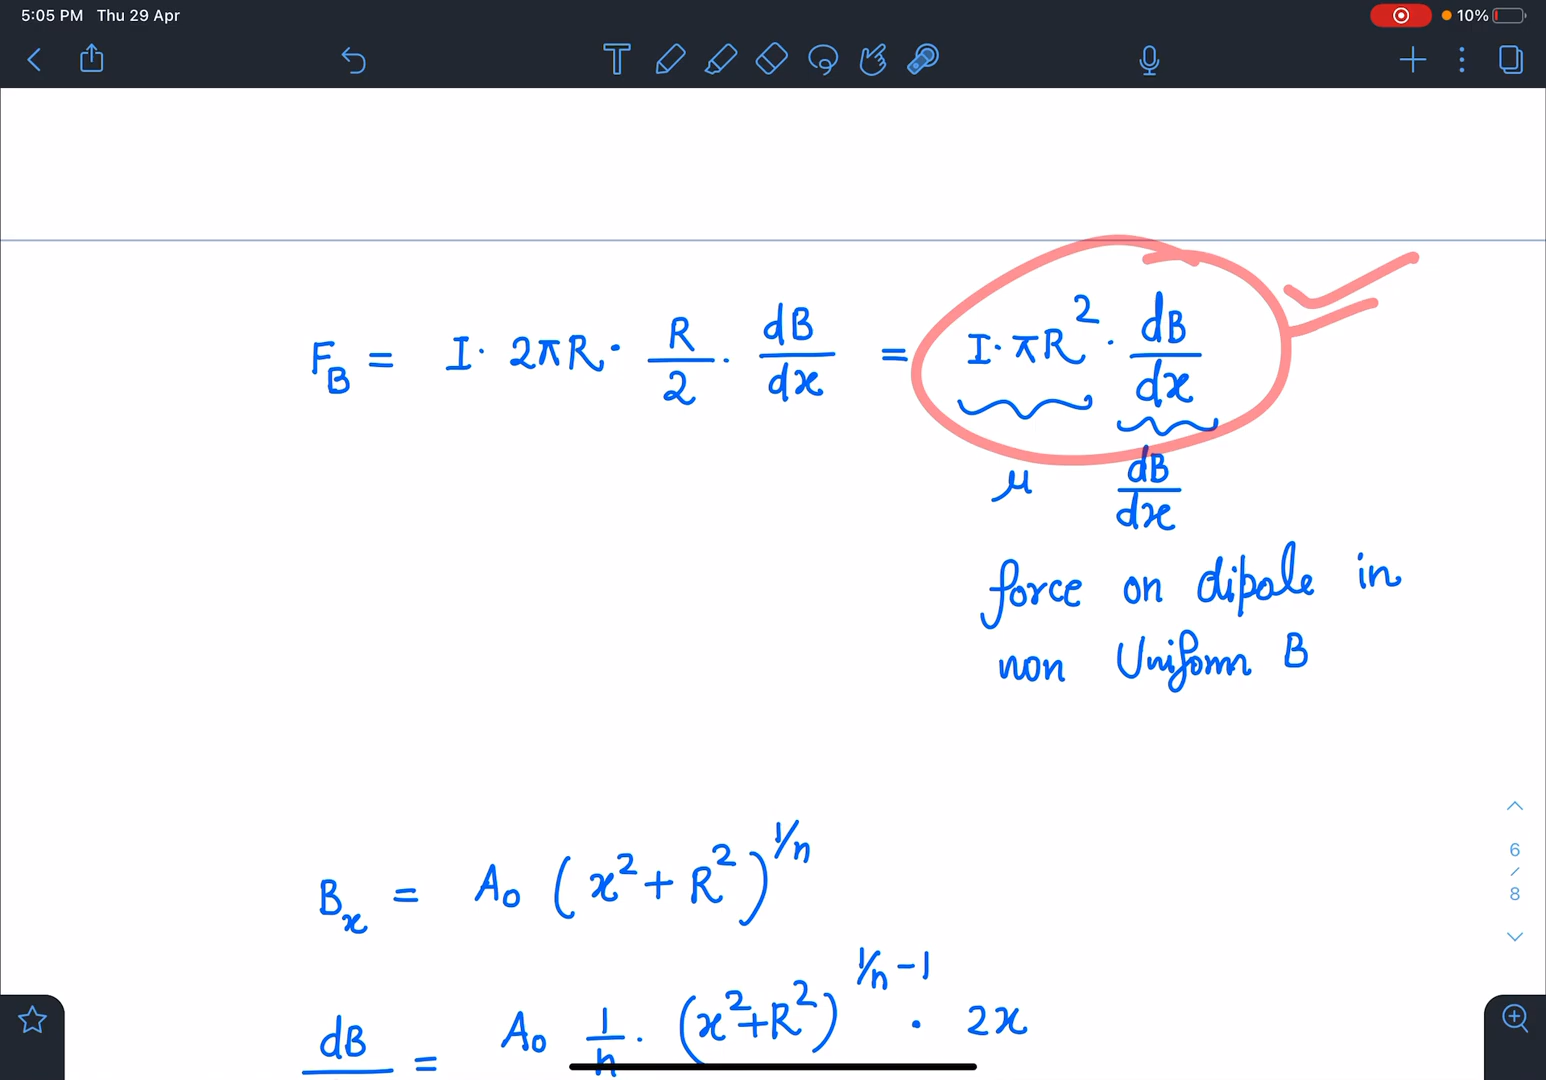 5:05 PM Thu 29 Apr
10%
T
F_B = I · 2πR · R/2 · dB/dx = I · πR² · dB/dx
μ dB/dx
force on dipole in
non Uniform B
B_x = A₀ (x² + R²)^(1/n)
6
/
8
dB = A₀ 1/n · (x² + R²)^(1/n - 1) · 2x